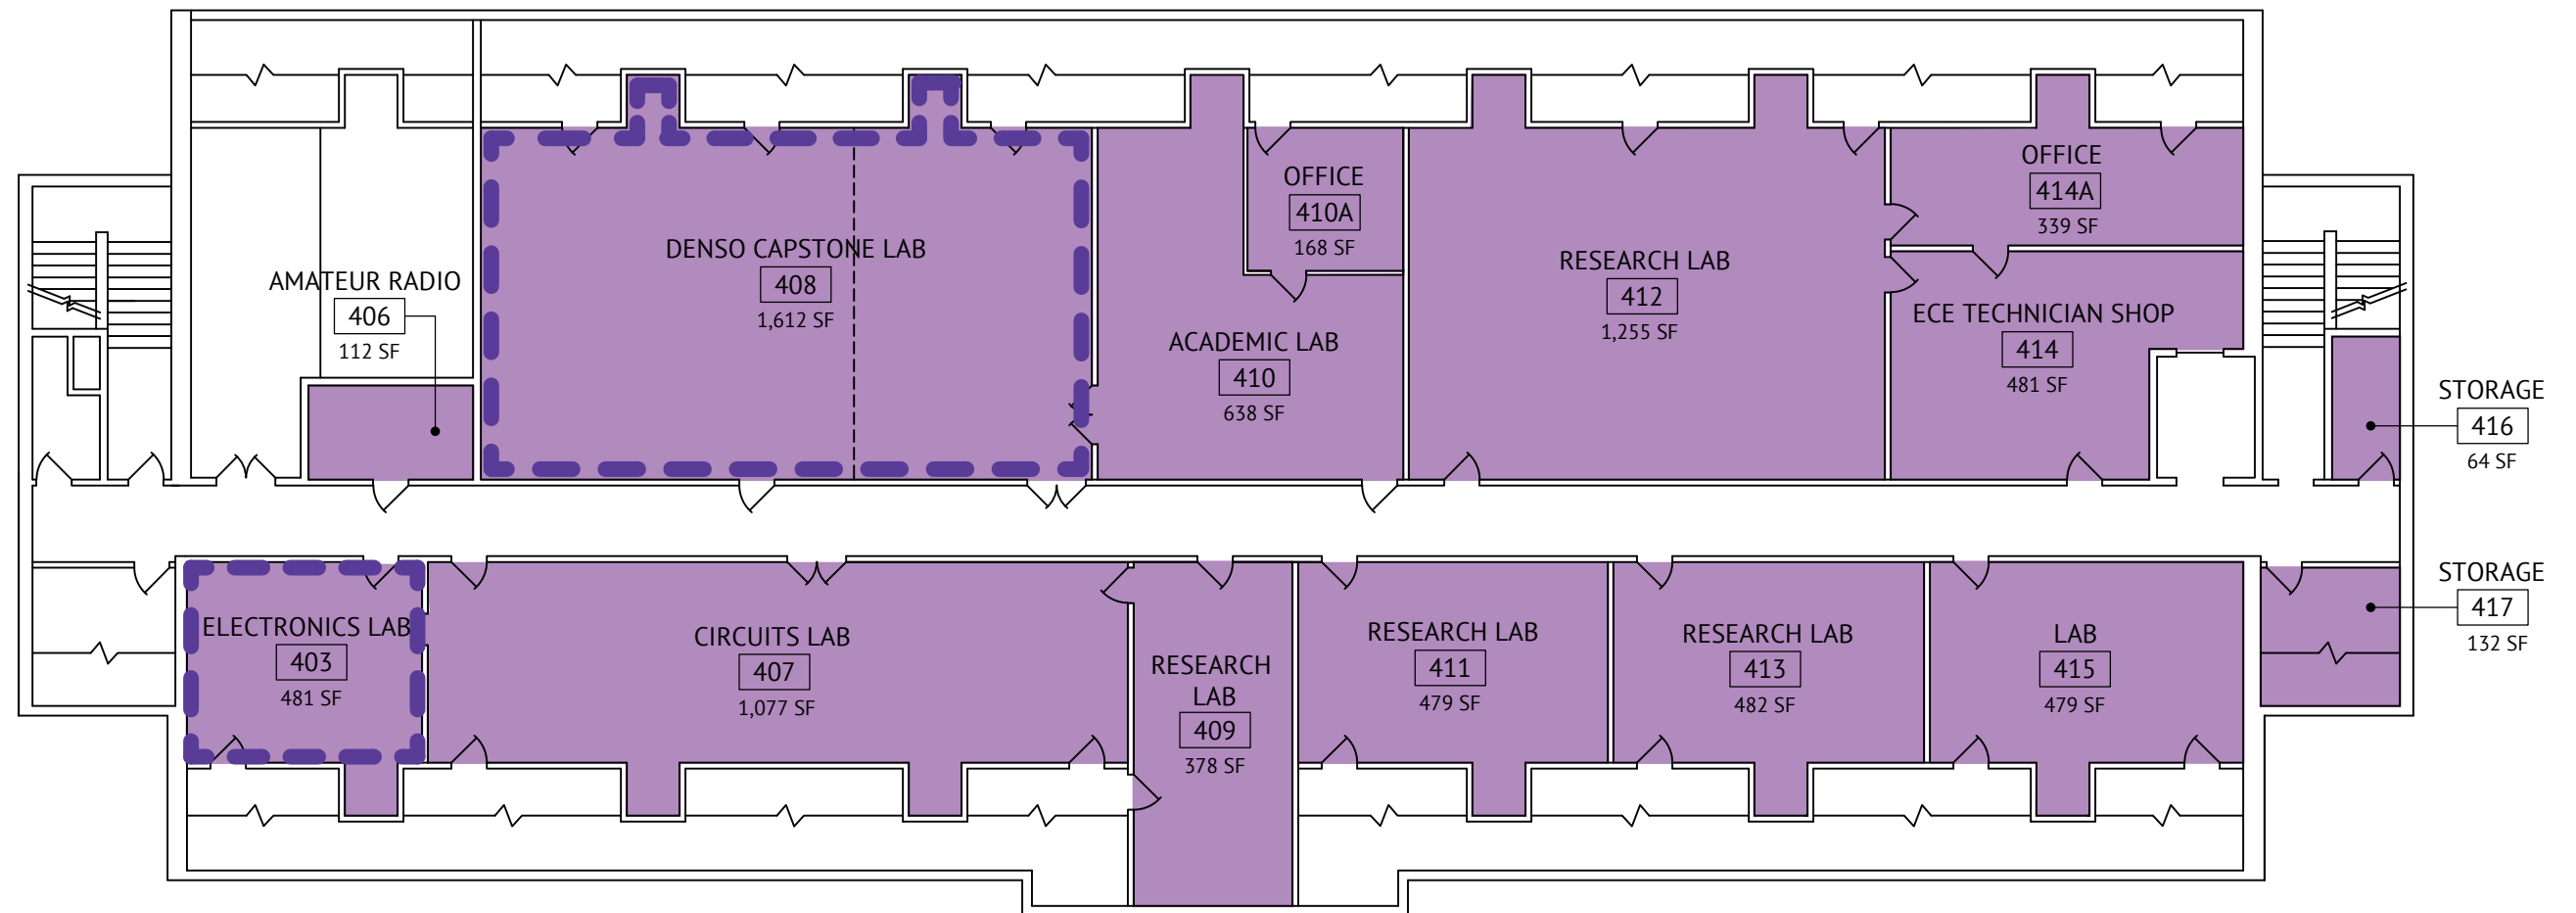 AMATEUR RADIO
406
112 SF
DENSO CAPSTONE LAB
408
1,612 SF
ACADEMIC LAB
410
638 SF
OFFICE
410A
168 SF
RESEARCH LAB
412
1,255 SF
OFFICE
414A
339 SF
ECE TECHNICIAN SHOP
414
481 SF
STORAGE
416
64 SF
ELECTRONICS LAB
403
481 SF
CIRCUITS LAB
407
1,077 SF
RESEARCH
LAB
409
378 SF
RESEARCH LAB
411
479 SF
RESEARCH LAB
413
482 SF
LAB
415
479 SF
STORAGE
417
132 SF